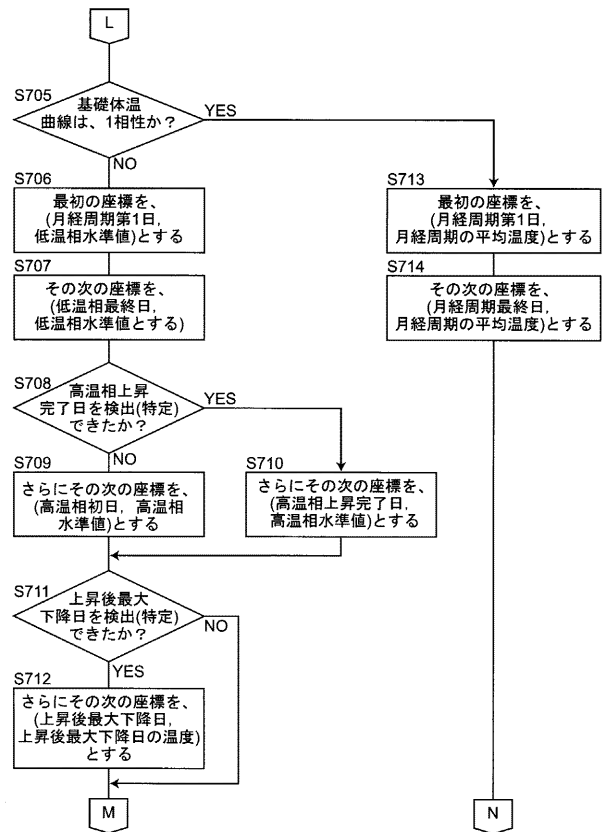 L
S705
基礎体温
曲線は、1相性か？
YES
NO
S706
最初の座標を、
(月経周期第1日,
低温相水準値)とする
S713
最初の座標を、
(月経周期第1日,
月経周期の平均温度)とする
S707
その次の座標を、
(低温相最終日,
低温相水準値とする)
S714
その次の座標を、
(月経周期最終日,
月経周期の平均温度)とする
S708
高温相上昇
完了日を検出(特定)
できたか？
YES
NO
S709
さらにその次の座標を、
(高温相初日, 高温相
水準値)とする
S710
さらにその次の座標を、
(高温相上昇完了日,
高温相水準値)とする
S711
上昇後最大
下降日を検出(特定)
できたか？
NO
YES
S712
さらにその次の座標を、
(上昇後最大下降日,
上昇後最大下降日の温度)
とする
M
N